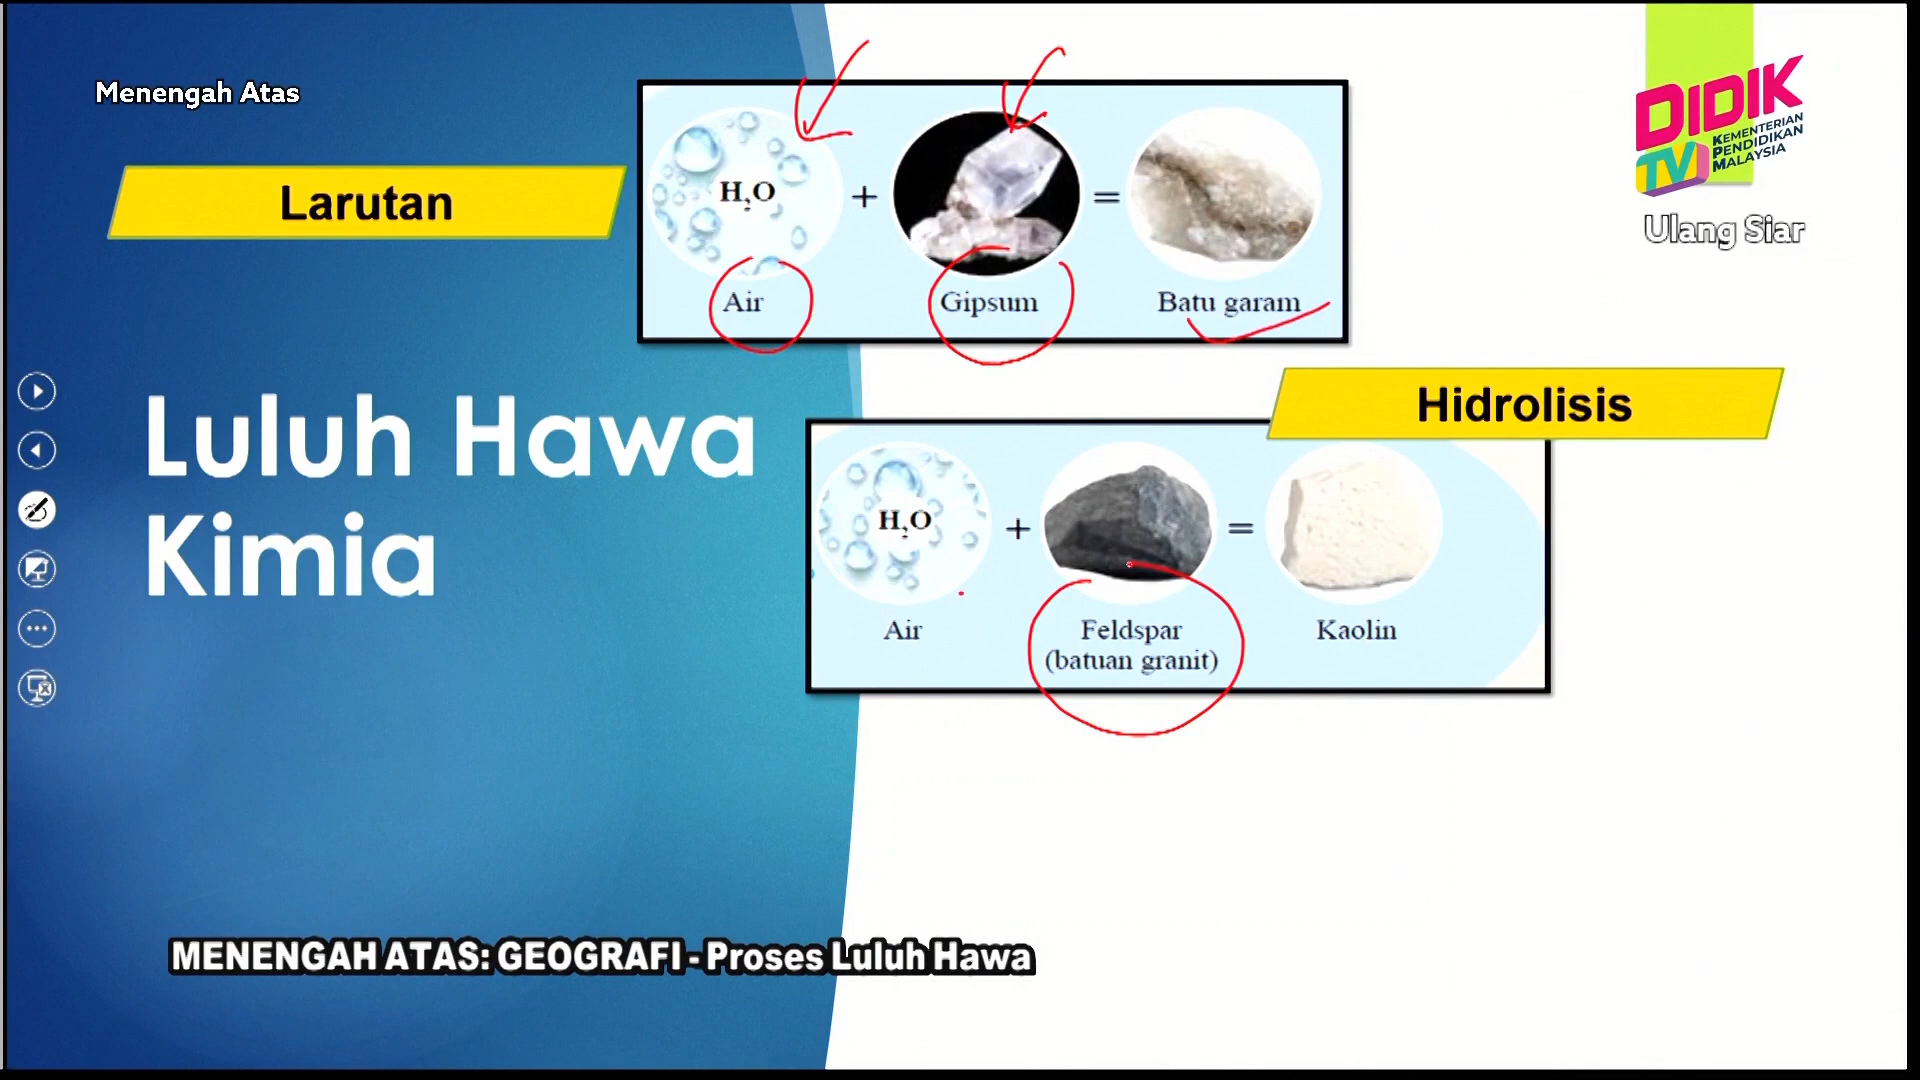 Menengah Atas
Larutan
H₂O
+
=
Air
Gipsum
Batu garam
DIDIK
TV
KEMENTERIAN
PENDIDIKAN
MALAYSIA
Ulang Siar
Luluh Hawa
Kimia
Hidrolisis
H₂O
+
=
Air
Feldspar
(batuan granit)
Kaolin
MENENGAH ATAS: GEOGRAFI - Proses Luluh Hawa